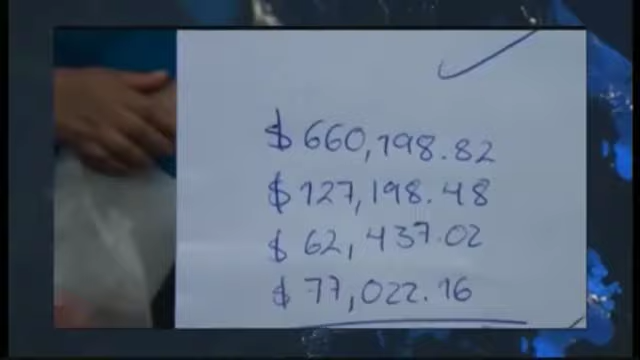 $ 660,198.82
$ 127,198.48
$ 62,437.02
$ 77,022.16